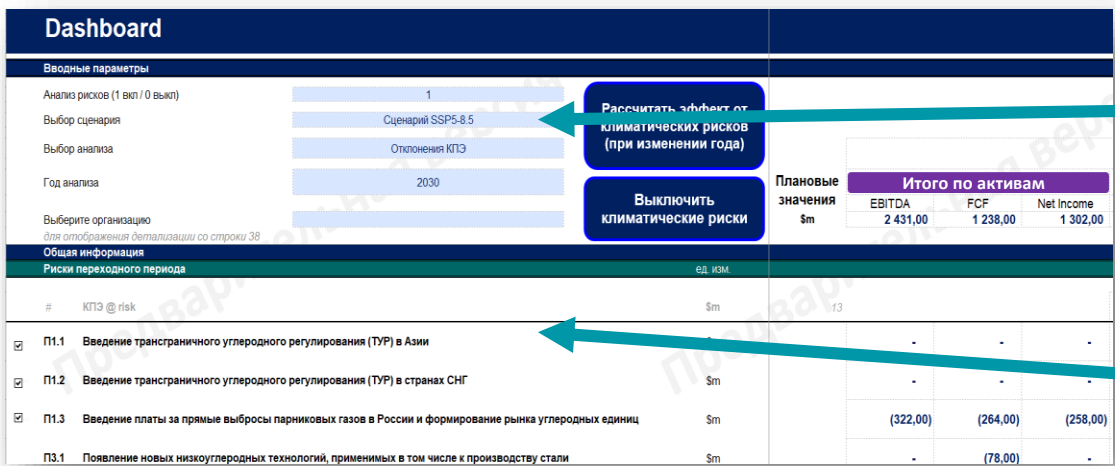 Dashboard
Вводные параметры
Анализ рисков (1 вкл / 0 выкл) 1
Выбор сценария Сценарий SSP5-8.5
Выбор анализа Отклонения КПЭ
Год анализа 2030
Выберите организацию
для отображения детализации со строки 38
Рассчитать эффект от
климатических рисков
(при изменении года)
Выключить
климатические риски
Плановые
значения
$m
Итого по активам
EBITDA FCF Net Income
2 431,00 1 238,00 1 302,00
Общая информация
Риски переходного периода ед. изм.
# КПЭ @ risk $m 13
П1.1 Введение трансграничного углеродного регулирования (ТУР) в Азии - - -
П1.2 Введение трансграничного углеродного регулирования (ТУР) в странах СНГ $m - - -
П1.3 Введение платы за прямые выбросы парниковых газов в России и формирование рынка углеродных единиц $m (322,00) (264,00) (258,00)
П3.1 Появление новых низкоуглеродных технологий, применимых в том числе к производству стали $m - (78,00) -